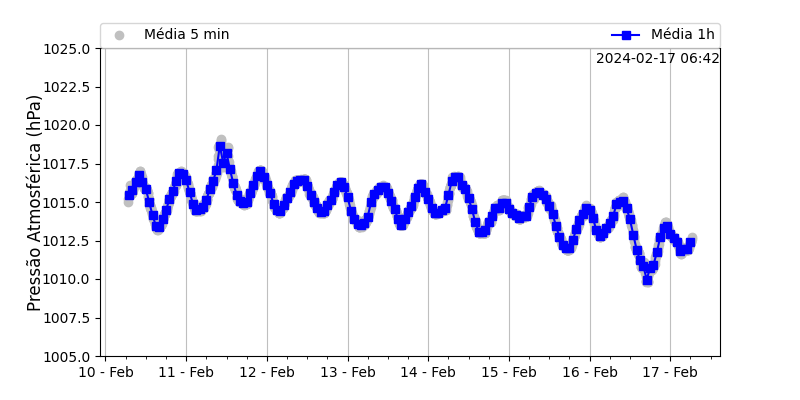 Média 5 min
Média 1h
2024-02-17 06:42
Pressão Atmosférica (hPa)
1025.0
1022.5
1020.0
1017.5
1015.0
1012.5
1010.0
1007.5
1005.0
10 - Feb
11 - Feb
12 - Feb
13 - Feb
14 - Feb
15 - Feb
16 - Feb
17 - Feb